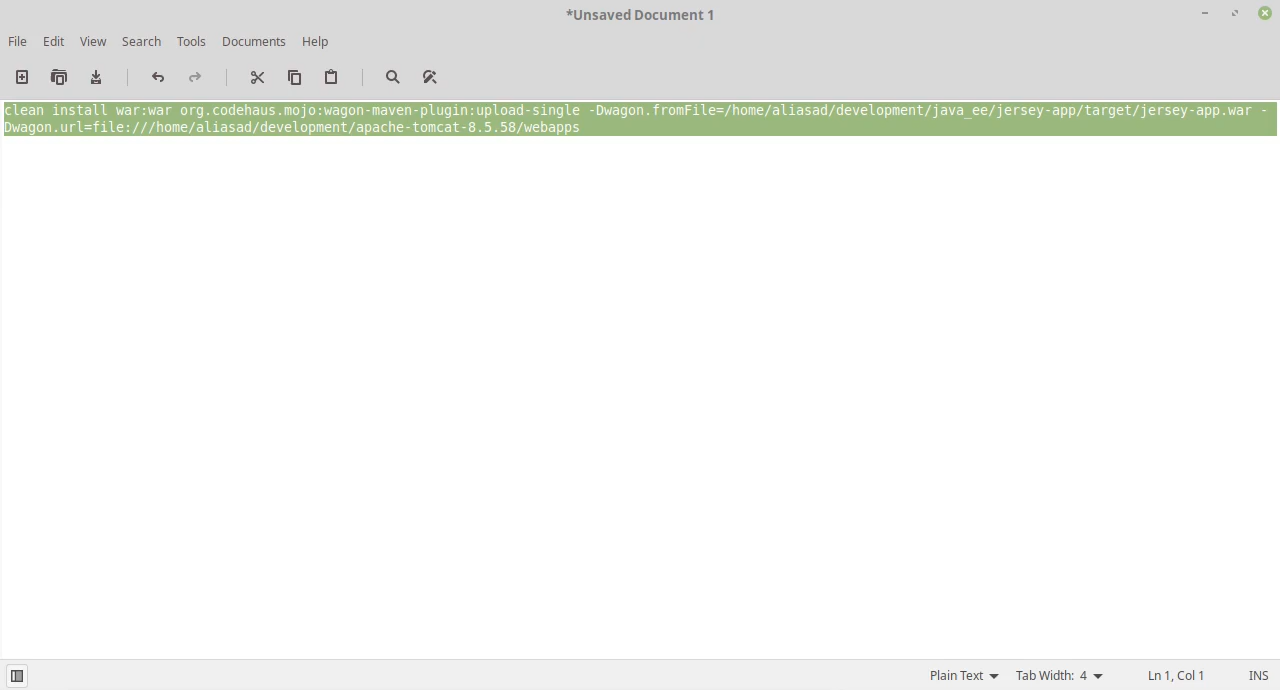 *Unsaved Document 1
File Edit View Search Tools Documents Help
clean install war:war org.codehaus.mojo:wagon-maven-plugin:upload-single -Dwagon.fromFile=/home/aliasad/development/java_ee/jersey-app/target/jersey-app.war -
Dwagon.url=file:///home/aliasad/development/apache-tomcat-8.5.58/webapps
Plain Text Tab Width: 4 Ln 1, Col 1 INS